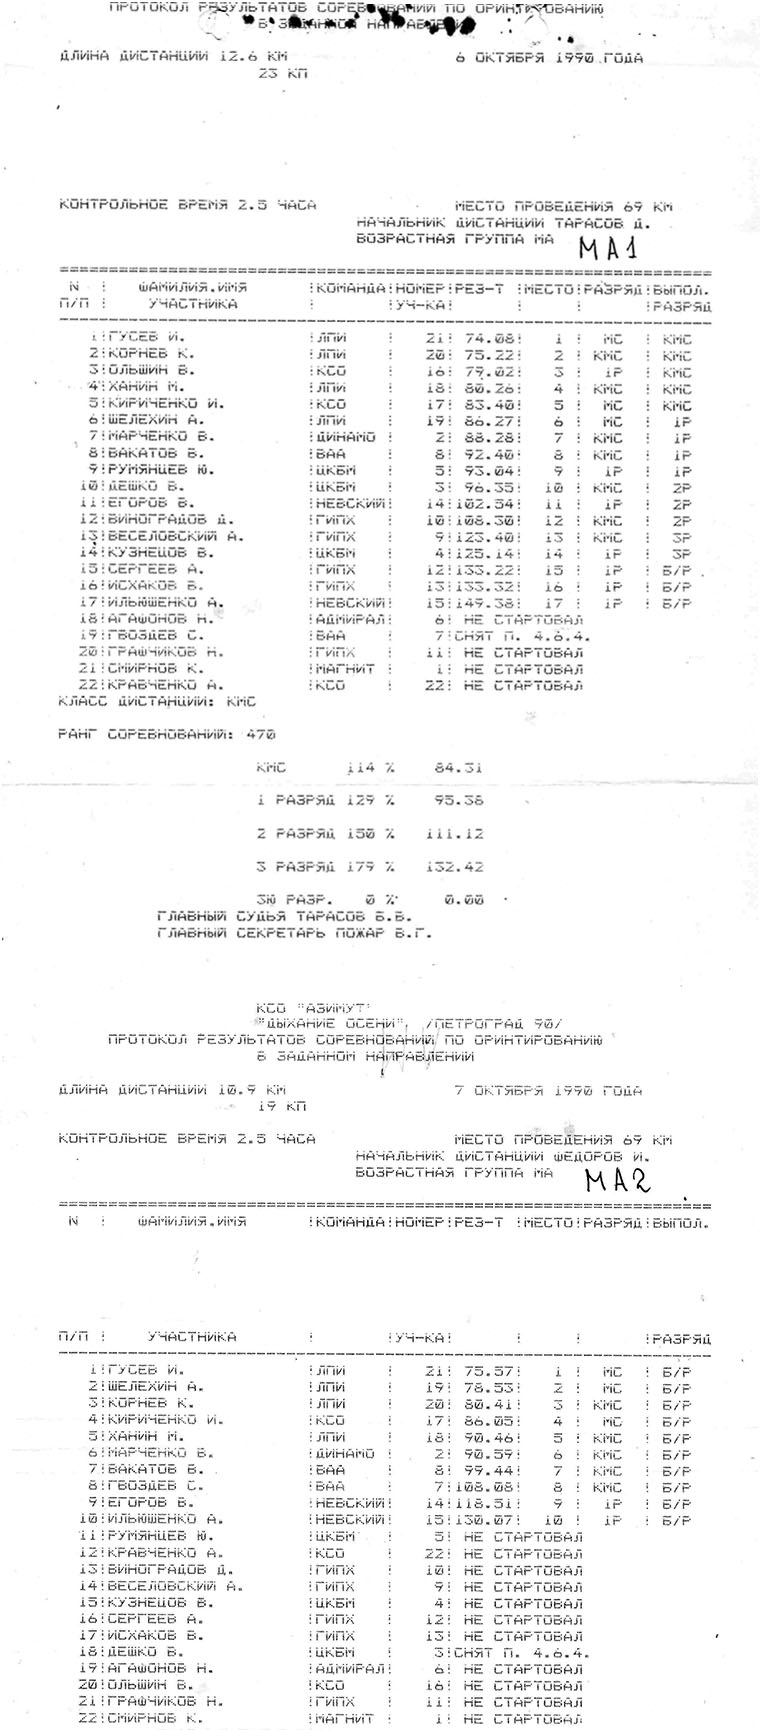 ПРОТОКОЛ РЕЗУЛЬТАТОВ СОРЕВНОВАНИЙ ПО ОРИНТИРОВАНИЮ
В ЗАДАННОМ НАПРАВЛЕНИИ
ДЛИНА ДИСТАНЦИИ 12.6 КМ 6 ОКТЯБРЯ 1990 ГОДА
23 КП
КОНТРОЛЬНОЕ ВРЕМЯ 2.5 ЧАСА МЕСТО ПРОВЕДЕНИЯ 69 КМ
НАЧАЛЬНИК ДИСТАНЦИИ ТАРАСОВ Д.
ВОЗРАСТНАЯ ГРУППА МА МА1
N ! ФАМИЛИЯ.ИМЯ !КОМАНДА!НОМЕР!РЕЗ-Т !МЕСТО!РАЗРЯД!ВЫПОЛ.
П/П ! УЧАСТНИКА ! !УЧ-КА! ! ! !РАЗРЯД
1!ГУСЕВ И. !ЛПИ ! 21! 74.08! 1 ! МС ! КМС
2!КОРНЕВ К. !ЛПИ ! 20! 75.22! 2 ! КМС ! КМС
3!ОЛЬШИН В. !КСО ! 16! 79.02! 3 ! 1Р ! КМС
4!ХАНИН М. !ЛПИ ! 18! 80.26! 4 ! КМС ! КМС
5!КИРИЧЕНКО И. !КСО ! 17! 83.40! 5 ! МС ! КМС
6!ШЕЛЕХИН А. !ЛПИ ! 19! 86.27! 6 ! МС ! 1Р
7!МАРЧЕНКО В. !ДИНАМО ! 2! 88.28! 7 ! КМС ! 1Р
8!ВАКАТОВ В. !ВАА ! 8! 92.40! 8 ! КМС ! 1Р
9!РУМЯНЦЕВ Ю. !ЦКБМ ! 5! 93.04! 9 ! 1Р ! 1Р
10!ДЕШКО В. !ЦКБМ ! 3! 96.35! 10 ! КМС ! 2Р
11!ЕГОРОВ В. !НЕВСКИЙ! 14!102.54! 11 ! 1Р ! 2Р
12!ВИНОГРАДОВ Д. !ГИПХ ! 10!108.30! 12 ! КМС ! 2Р
13!ВЕСЕЛОВСКИЙ А. !ГИПХ ! 9!123.40! 13 ! КМС ! 3Р
14!КУЗНЕЦОВ В. !ЦКБМ ! 4!125.14! 14 ! 1Р ! 3Р
15!СЕРГЕЕВ А. !ГИПХ ! 12!133.22! 15 ! 1Р ! Б/Р
16!ИСХАКОВ В. !ГИПХ ! 13!133.32! 16 ! 1Р ! Б/Р
17!ИЛЬЮШЕНКО А. !НЕВСКИЙ! 15!149.38! 17 ! 1Р ! Б/Р
18!АГАФОНОВ Н. !АДМИРАЛ! 6! НЕ СТАРТОВАЛ
19!ГВОЗДЕВ С. !ВАА ! 7!СНЯТ П. 4.6.4.
20!ГРАФЧИКОВ Н. !ГИПХ ! 11! НЕ СТАРТОВАЛ
21!СМИРНОВ К. !МАГНИТ ! 1! НЕ СТАРТОВАЛ
22!КРАВЧЕНКО А. !КСО ! 22! НЕ СТАРТОВАЛ
КЛАСС ДИСТАНЦИИ: КМС
РАНГ СОРЕВНОВАНИЙ: 470
КМС 114 % 84.31
1 РАЗРЯД 129 % 95.38
2 РАЗРЯД 150 % 111.12
3 РАЗРЯД 179 % 132.42
3Ю РАЗР. 0 % 0.00
ГЛАВНЫЙ СУДЬЯ ТАРАСОВ Б.В.
ГЛАВНЫЙ СЕКРЕТАРЬ ПОЖАР В.Г.
КСО "АЗИМУТ"
"ДЫХАНИЕ ОСЕНИ", /ПЕТРОГРАД 90/
ПРОТОКОЛ РЕЗУЛЬТАТОВ СОРЕВНОВАНИЙ ПО ОРИНТИРОВАНИЮ
В ЗАДАННОМ НАПРАВЛЕНИИ
ДЛИНА ДИСТАНЦИИ 10.9 КМ 7 ОКТЯБРЯ 1990 ГОДА
19 КП
КОНТРОЛЬНОЕ ВРЕМЯ 2.5 ЧАСА МЕСТО ПРОВЕДЕНИЯ 69 КМ
НАЧАЛЬНИК ДИСТАНЦИИ ФЕДОРОВ И.
ВОЗРАСТНАЯ ГРУППА МА МА2
N ! ФАМИЛИЯ.ИМЯ !КОМАНДА!НОМЕР!РЕЗ-Т !МЕСТО!РАЗРЯД!ВЫПОЛ.
П/П ! УЧАСТНИКА ! !УЧ-КА! ! ! !РАЗРЯД
1!ГУСЕВ И. !ЛПИ ! 21! 75.57! 1 ! МС ! Б/Р
2!ШЕЛЕХИН А. !ЛПИ ! 19! 78.53! 2 ! МС ! Б/Р
3!КОРНЕВ К. !ЛПИ ! 20! 80.41! 3 ! КМС ! Б/Р
4!КИРИЧЕНКО И. !КСО ! 17! 86.05! 4 ! МС ! Б/Р
5!ХАНИН М. !ЛПИ ! 18! 90.46! 5 ! КМС ! Б/Р
6!МАРЧЕНКО В. !ДИНАМО ! 2! 90.59! 6 ! КМС ! Б/Р
7!ВАКАТОВ В. !ВАА ! 8! 99.44! 7 ! КМС ! Б/Р
8!ГВОЗДЕВ С. !ВАА ! 7!108.08! 8 ! КМС ! Б/Р
9!ЕГОРОВ В. !НЕВСКИЙ! 14!118.51! 9 ! 1Р ! Б/Р
10!ИЛЬЮШЕНКО А. !НЕВСКИЙ! 15!130.07! 10 ! 1Р ! Б/Р
11!РУМЯНЦЕВ Ю. !ЦКБМ ! 5! НЕ СТАРТОВАЛ
12!КРАВЧЕНКО А. !КСО ! 22! НЕ СТАРТОВАЛ
13!ВИНОГРАДОВ Д. !ГИПХ ! 10! НЕ СТАРТОВАЛ
14!ВЕСЕЛОВСКИЙ А. !ГИПХ ! 9! НЕ СТАРТОВАЛ
15!КУЗНЕЦОВ В. !ЦКБМ ! 4! НЕ СТАРТОВАЛ
16!СЕРГЕЕВ А. !ГИПХ ! 12! НЕ СТАРТОВАЛ
17!ИСХАКОВ В. !ГИПХ ! 13! НЕ СТАРТОВАЛ
18!ДЕШКО В. !ЦКБМ ! 3!СНЯТ П. 4.6.4.
19!АГАФОНОВ Н. !АДМИРАЛ! 6! НЕ СТАРТОВАЛ
20!ОЛЬШИН В. !КСО ! 16! НЕ СТАРТОВАЛ
21!ГРАФЧИКОВ Н. !ГИПХ ! 11! НЕ СТАРТОВАЛ
22!СМИРНОВ К. !МАГНИТ ! 1! НЕ СТАРТОВАЛ